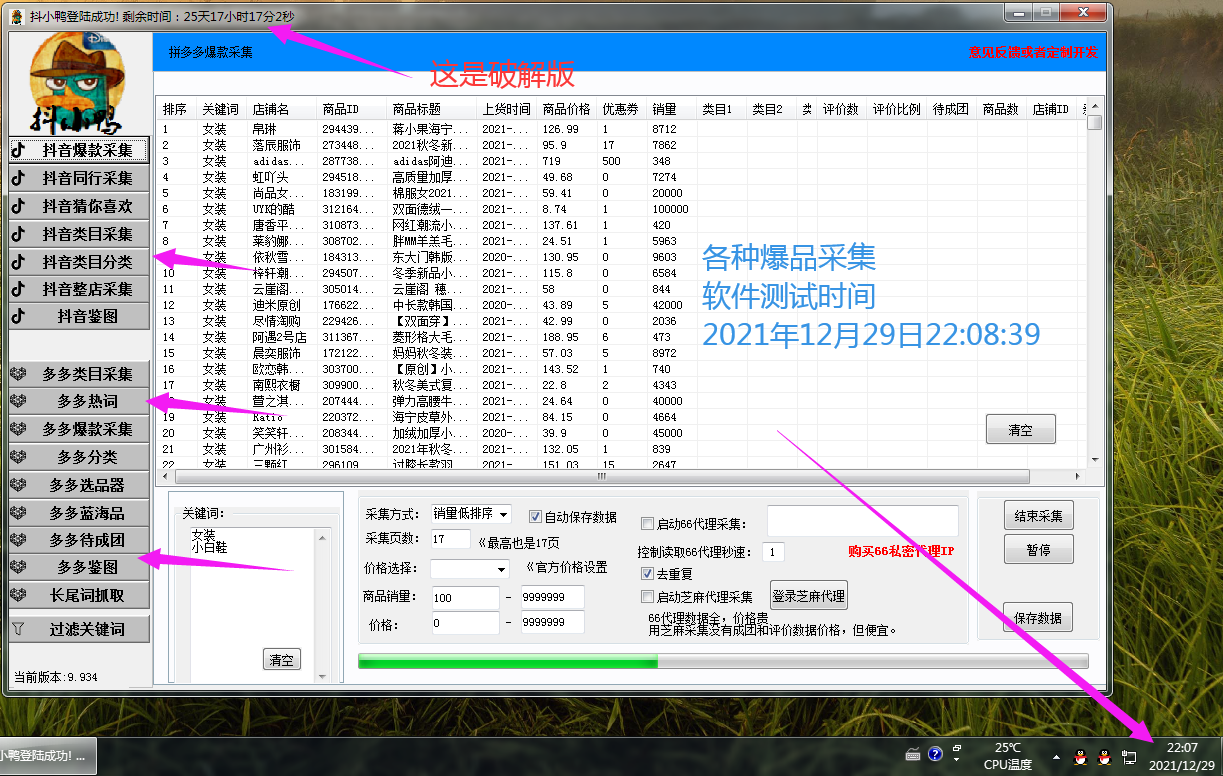 抖小鸭登陆成功! 剩余时间：25天17小时17分2秒
拼多多爆款采集
意见反馈或者定制开发
这是破解版
抖小鸭
抖音爆款采集
抖音同行采集
抖音猜你喜欢
抖音类目采集
抖音类目分类
抖音整店采集
抖音鉴图
多多类目采集
多多热词
多多爆款采集
多多分类
多多选品器
多多蓝海品
多多待成团
多多鉴图
长尾词抓取
过滤关键词
当前版本:9.934
排序 关键词 店铺名 商品ID 商品标题 上货时间 商品价格 优惠券 销量 类目1 类目2 类 评价数 评价比例 待成团 商品数 店铺ID
1 女装 帛琳 294439... 蒋小果海宁... 2021-... 126.99 1 8712
2 女装 落辰服饰 273448... 2021秋冬新... 2021-... 95.9 17 7862
3 女装 adidas... 287738... adidas阿迪... 2021-... 719 500 348
4 女装 虹吖头 294518... 高质量加厚... 2021-... 49.68 0 7274
5 女装 尚品女... 183199... 棉服女2021... 2021-... 59.41 0 20000
6 女装 UYK的酷 312164... 双面德绒一... 2021-... 8.74 1 100000
7 女装 唐香平... 310873... 网红潮流小... 2021-... 137.61 1 420
8 女装 莱豹娜... 308702... 胖MM羊羔毛... 2021-... 24.51 1 5963
女装 依秋雪... 184313... 东大门韩版... 2020-... 130.95 0 9603
10 女装 梓轩潮... 294507... 冬季新品小... 2021-... 115.8 0 6584
11 女装 云崖阁... 305014... 云崖阁 穗... 2021-... 58 0 844
12 女装 迪米原创 176622... 中长款韩国... 2020-... 43.89 5 42000
13 女装 尽情淘购 229426... 【双面穿】... 2021-... 42.99 0 2036
14 女装 阿遇2号店 311367... 菱形格大毛... 2021-... 188.95 6 473
15 女装 晨奕服饰 172122... 妈妈秋冬装... 2021-... 57.03 5 8972
16 女装 欧恋韩... 303700... 【原创】小... 2021-... 143.52 1 740
17 女装 南熙衣橱 309900... 秋冬美式复... 2021-... 22.8 2 4343
女装 萱之淇... 207444... 弹力高腰牛... 2021-... 24.64 0 40000
19 女装 Ratio 220372... 海宁皮草外... 2021-... 84.15 0 4664
20 女装 笑笑轩... 208344... 加绒加厚小... 2020-... 39.9 0 45000
21 女装 广州衫... 301584... 2021年秋冬... 2021-... 132.05 1 839
22 女装 三颗红 296109 过膝长款羽 2021- 151.03 15 2647
各种爆品采集
软件测试时间
2021年12月29日22:08:39
清空
关键词:
女装
小白鞋
清空
采集方式: 销量低排序 自动保存数据
采集页数: 17 《最高也是17页
价格选择: 《官方价格设置
商品销量: 100 - 9999999
价格: 0 - 9999999
启动66代理采集:
控制读取66代理秒速: 1 购买66私密代理IP
去重复
启动芝麻代理采集 登录芝麻代理
66代理数据全，价格贵
用芝麻采集没有成团和评价数据价格，但便宜。
结束采集
暂停
保存数据
小鸭登陆成功! ...
25℃
CPU温度
22:07
2021/12/29